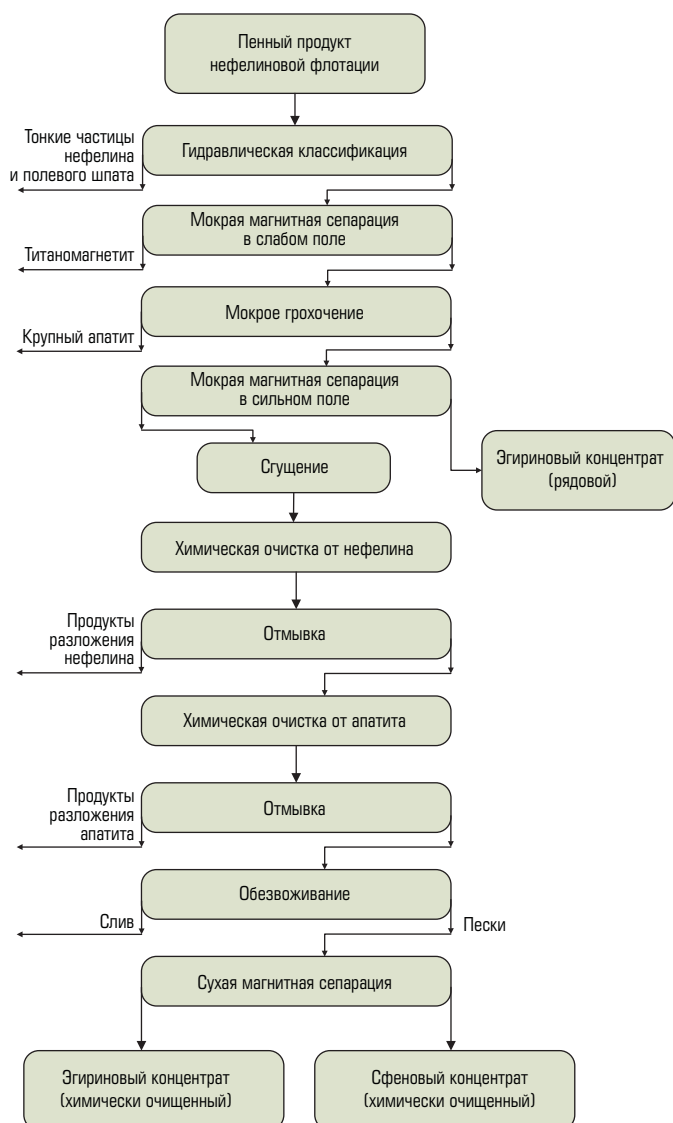 Пенный продукт
нефелиновой флотации
Тонкие частицы
нефелина
и полевого шпата
Гидравлическая классификация
Мокрая магнитная сепарация
в слабом поле
Титаномагнетит
Мокрое грохочение
Крупный апатит
Мокрая магнитная сепарация
в сильном поле
Эгириновый концентрат
(рядовой)
Сгущение
Химическая очистка от нефелина
Продукты
разложения
нефелина
Отмывка
Химическая очистка от апатита
Продукты
разложения
апатита
Отмывка
Обезвоживание
Слив
Пески
Сухая магнитная сепарация
Эгириновый концентрат
(химически очищенный)
Сфеновый концентрат
(химически очищенный)